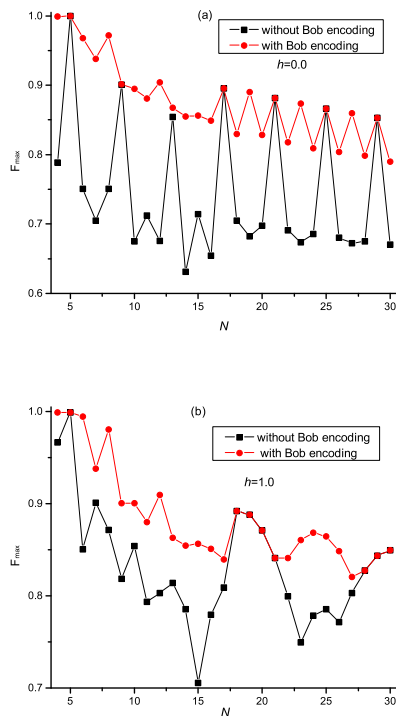 (a)
without Bob encoding
with Bob encoding
h=0.0
1.0
0.9
0.8
0.7
0.6
Fmax
5 10 15 20 25 30
N
(b)
without Bob encoding
with Bob encoding
h=1.0
1.0
0.9
0.8
0.7
Fmax
5 10 15 20 25 30
N